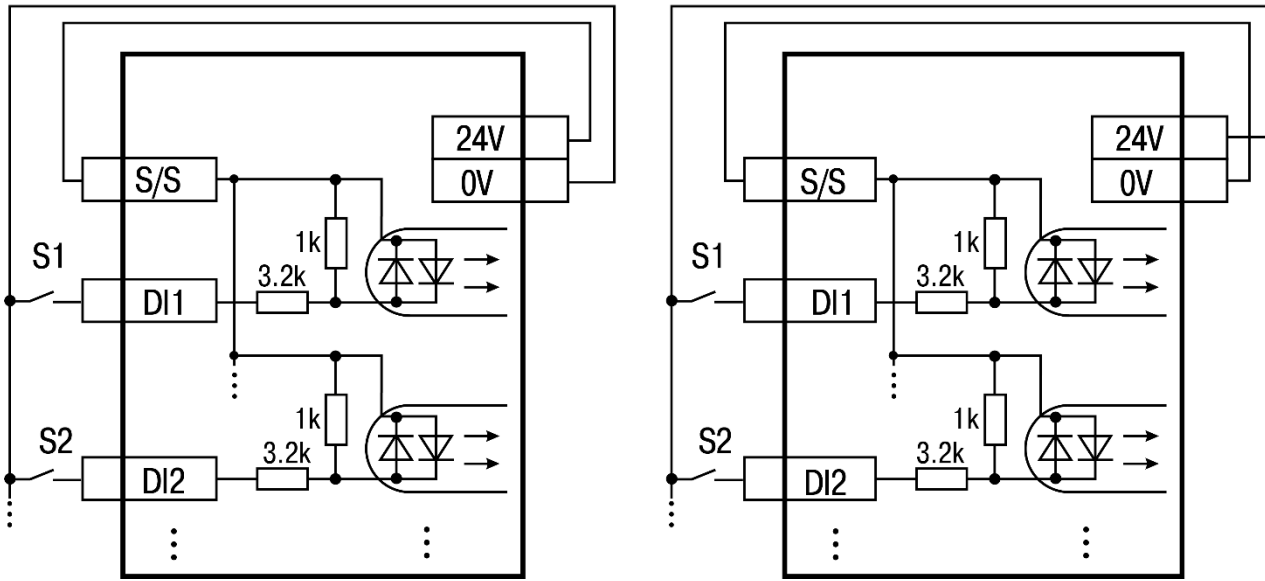 24V
0V
S/S
1k
S1
3.2k
DI1
1k
S2
3.2k
DI2
24V
0V
S/S
1k
S1
3.2k
DI1
1k
S2
3.2k
DI2